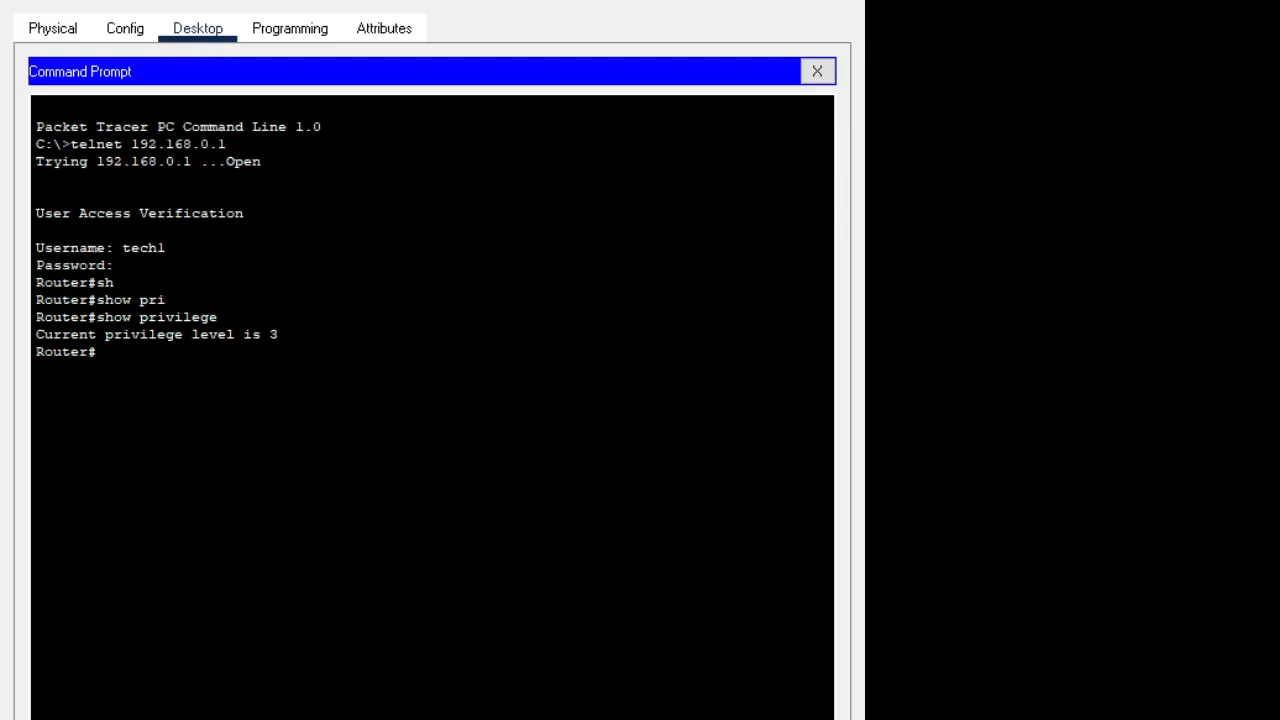 Physical Config Desktop Programming Attributes
Command Prompt X
Packet Tracer PC Command Line 1.0
C:\>telnet 192.168.0.1
Trying 192.168.0.1 ...Open
User Access Verification
Username: tech1
Password:
Router#sh
Router#show pri
Router#show privilege
Current privilege level is 3
Router#